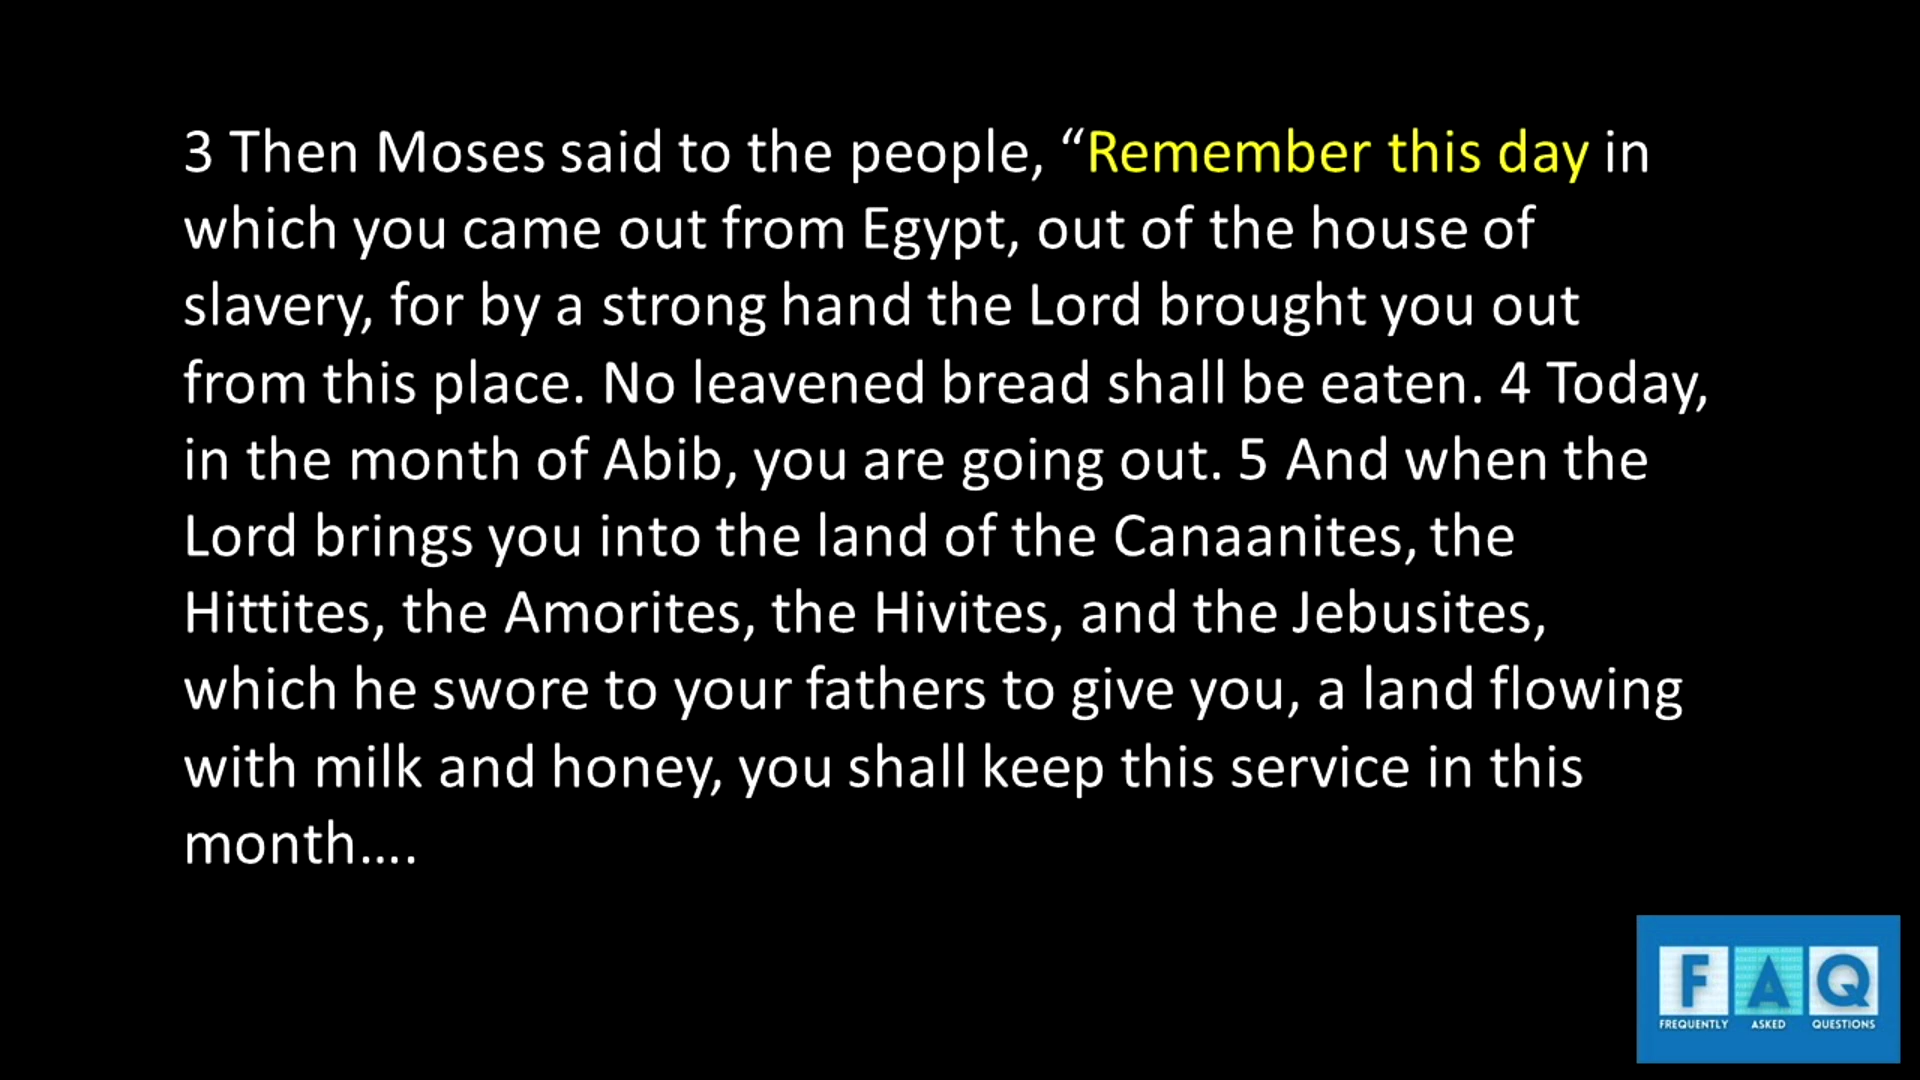 3 Then Moses said to the people, “Remember this day in
which you came out from Egypt, out of the house of
slavery, for by a strong hand the Lord brought you out
from this place. No leavened bread shall be eaten. 4 Today,
in the month of Abib, you are going out. 5 And when the
Lord brings you into the land of the Canaanites, the
Hittites, the Amorites, the Hivites, and the Jebusites,
which he swore to your fathers to give you, a land flowing
with milk and honey, you shall keep this service in this
month….
F A Q
FREQUENTLY ASKED QUESTIONS